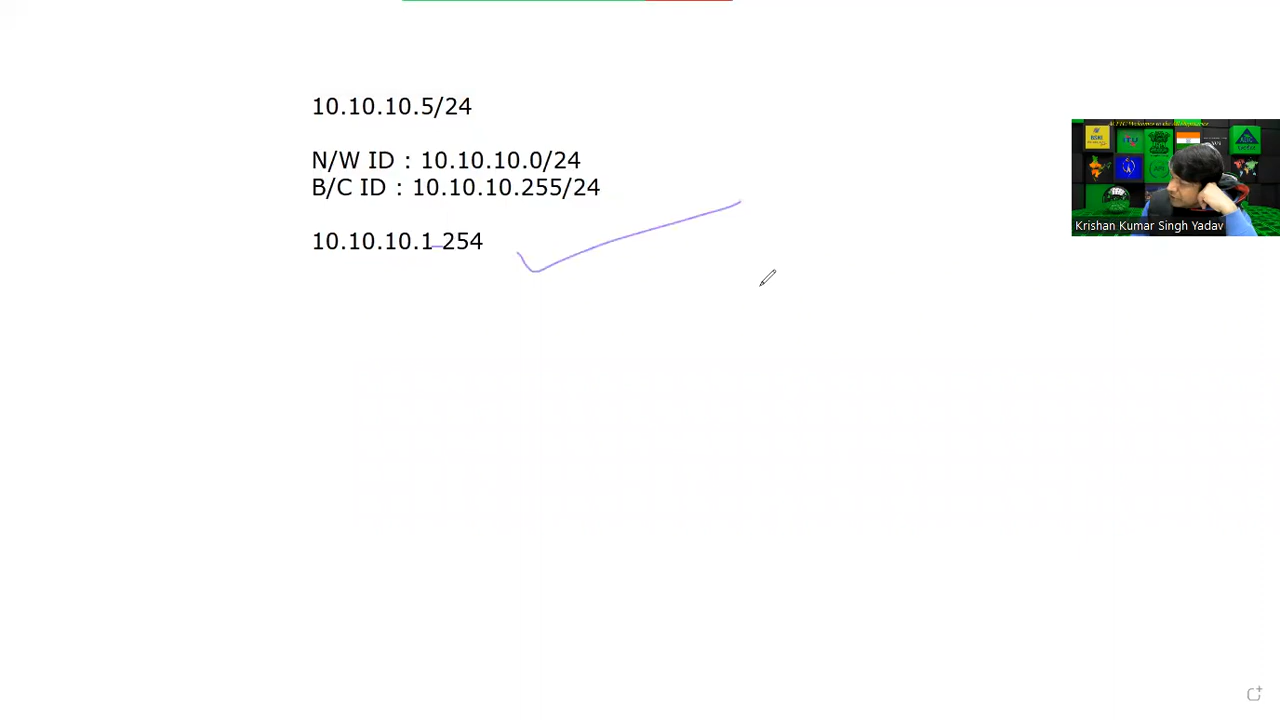 10.10.10.5/24
N/W ID : 10.10.10.0/24
B/C ID : 10.10.10.255/24
10.10.10.1 254
Krishan Kumar Singh Yadav